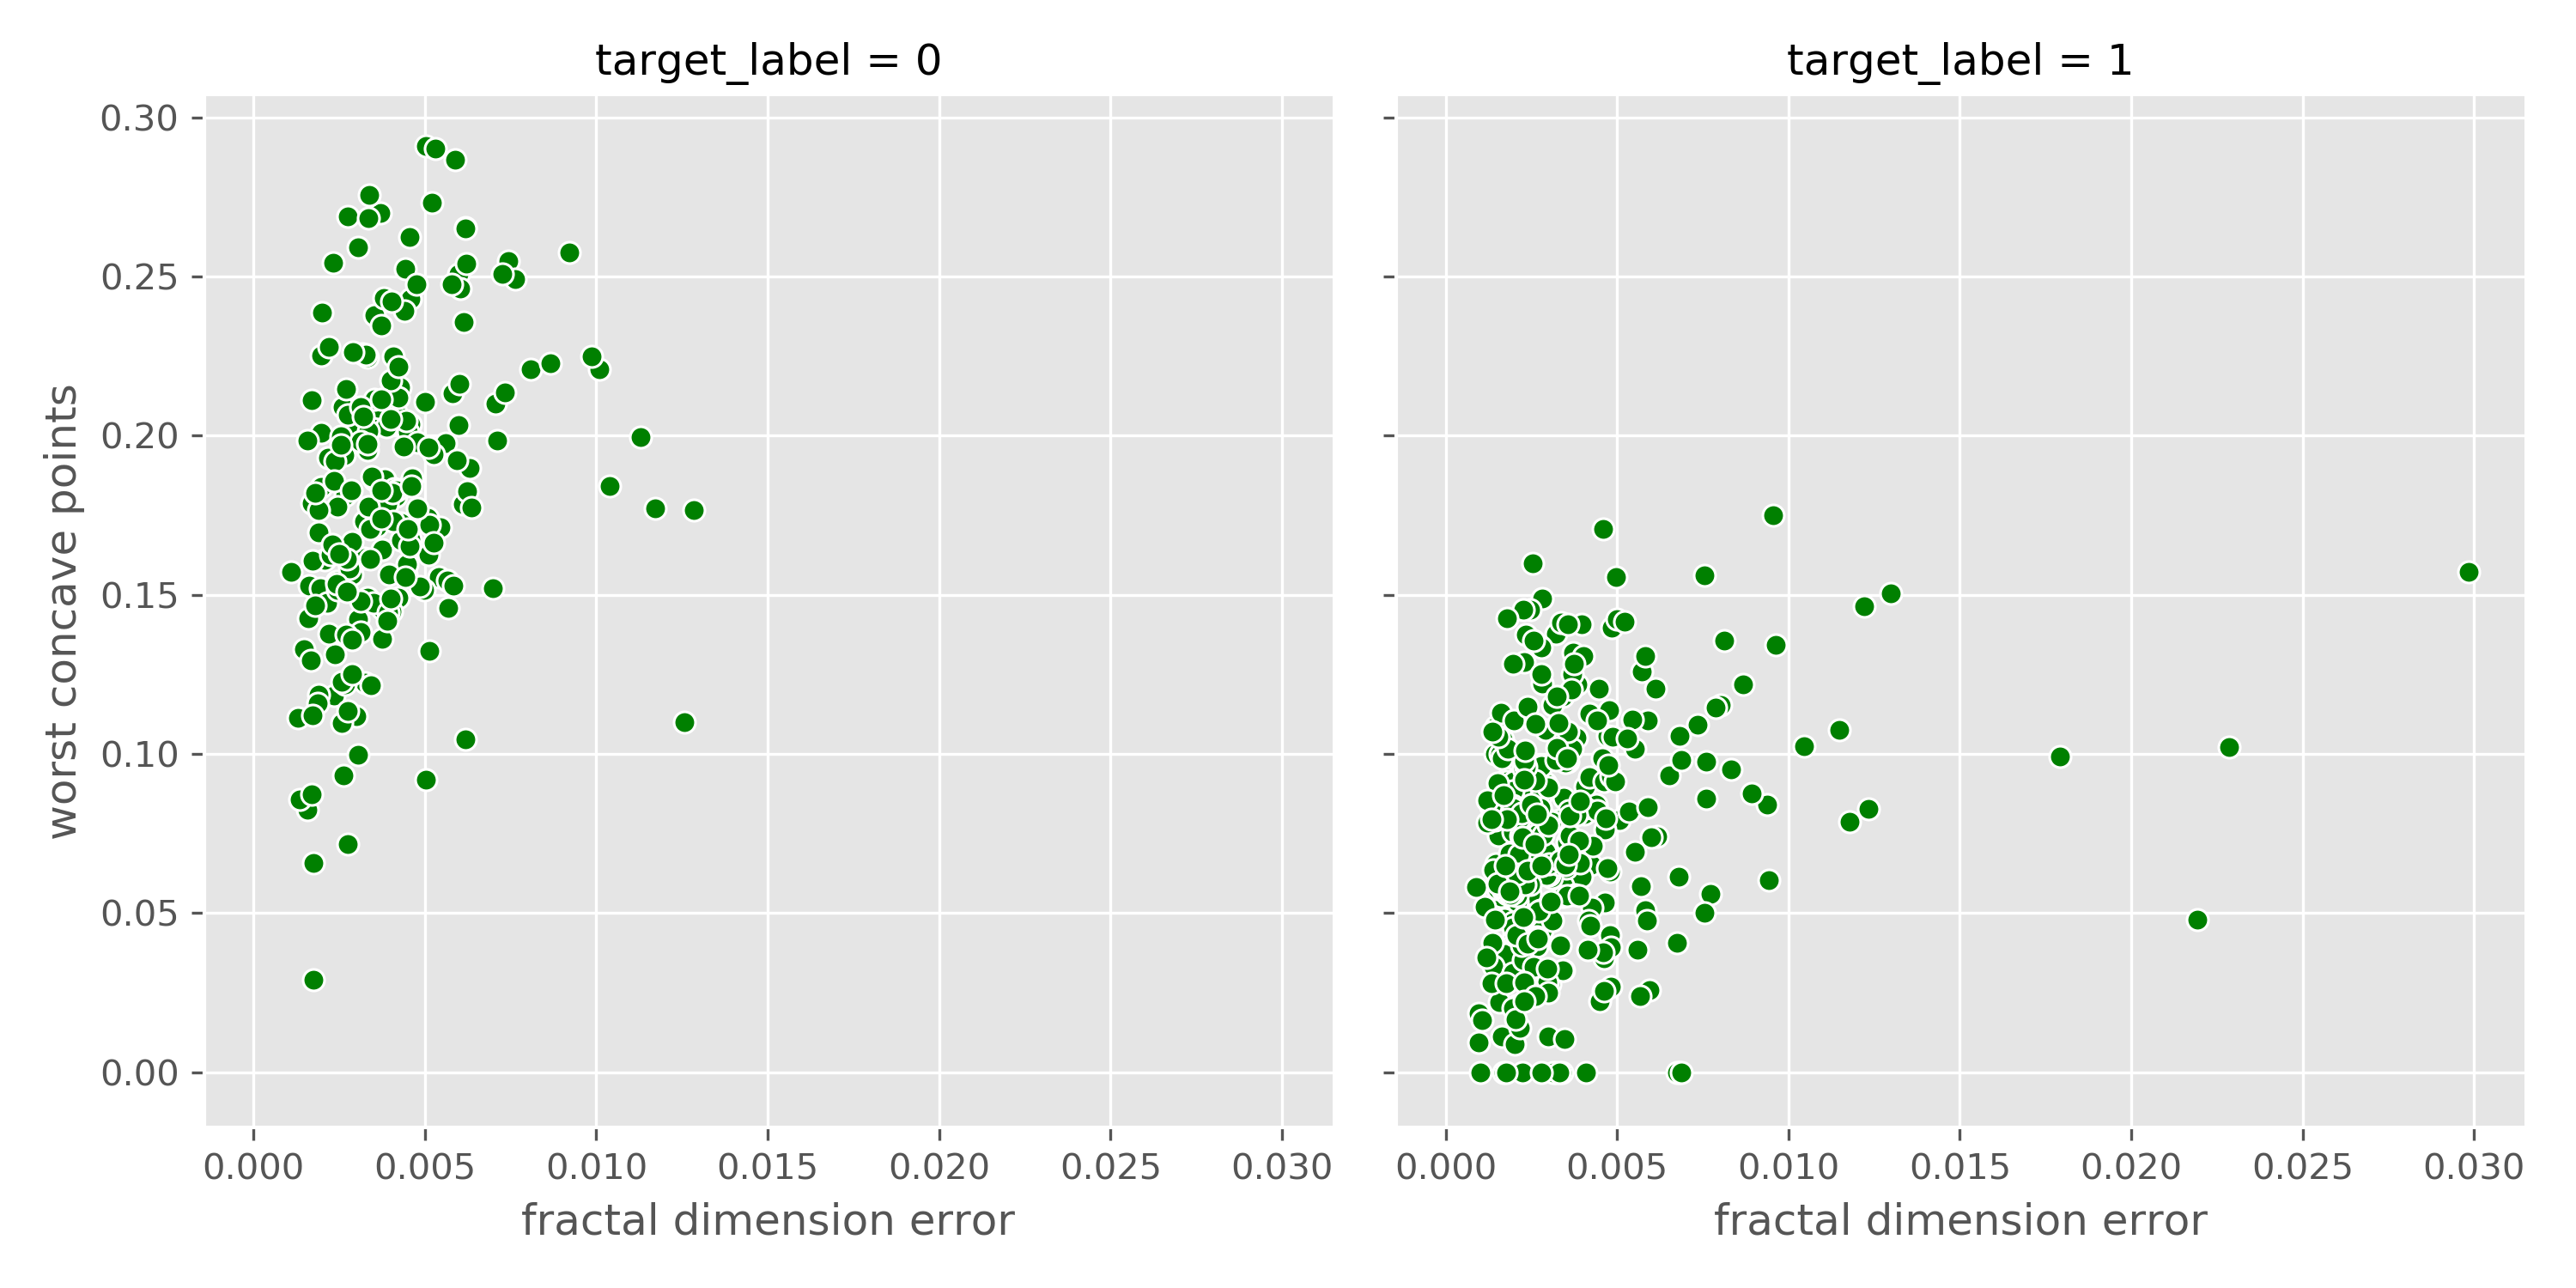 target_label = 0
target_label = 1
0.30
0.25
0.20
0.15
0.10
0.05
0.00
worst concave points
0.000 0.005 0.010 0.015 0.020 0.025 0.030
0.000 0.005 0.010 0.015 0.020 0.025 0.030
fractal dimension error
fractal dimension error